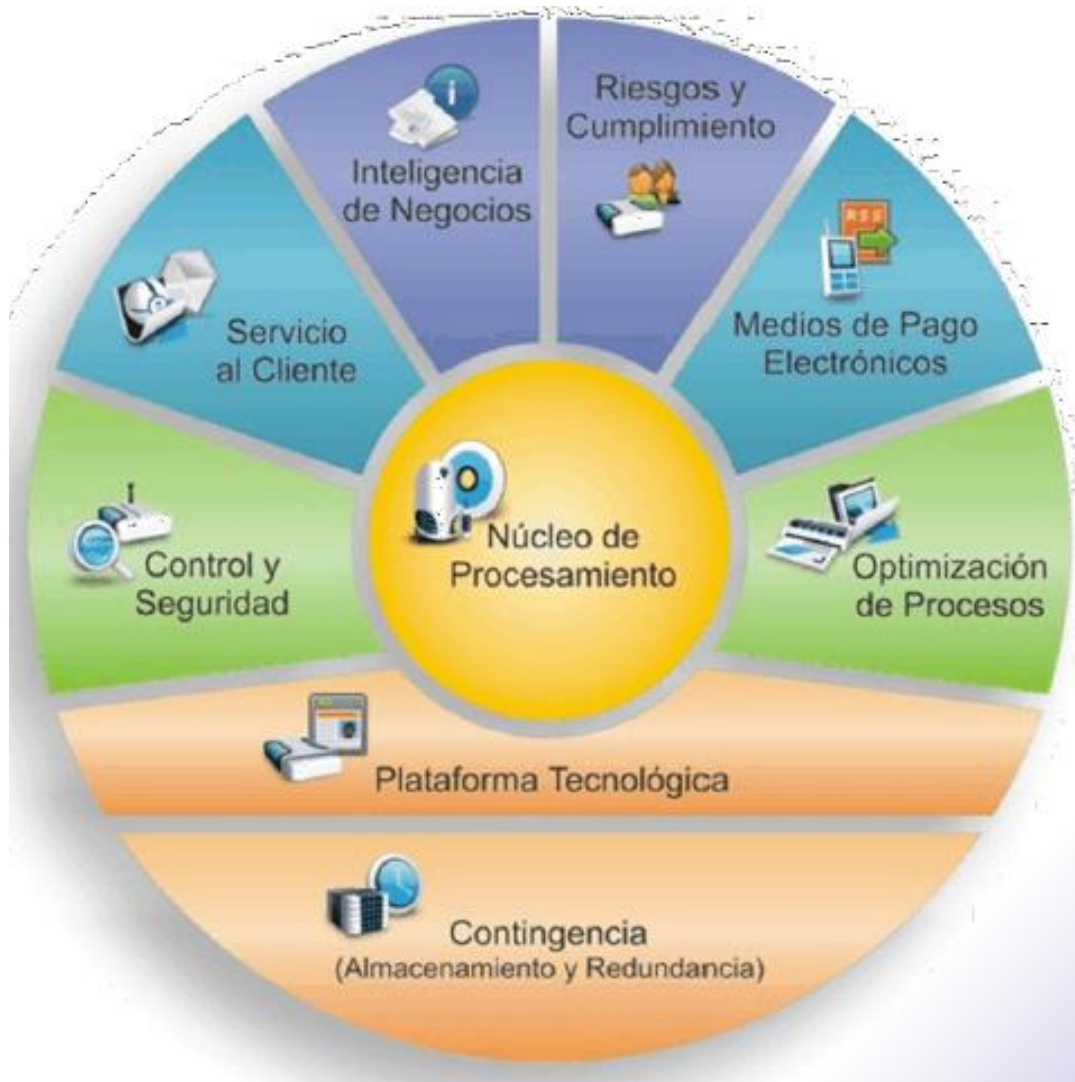 Inteligencia
de Negocios
Riesgos y
Cumplimiento
RSS
Servicio
al Cliente
Medios de Pago
Electrónicos
Control y
Seguridad
Núcleo de
Procesamiento
Optimización
de Procesos
Plataforma Tecnológica
Contingencia
(Almacenamiento y Redundancia)